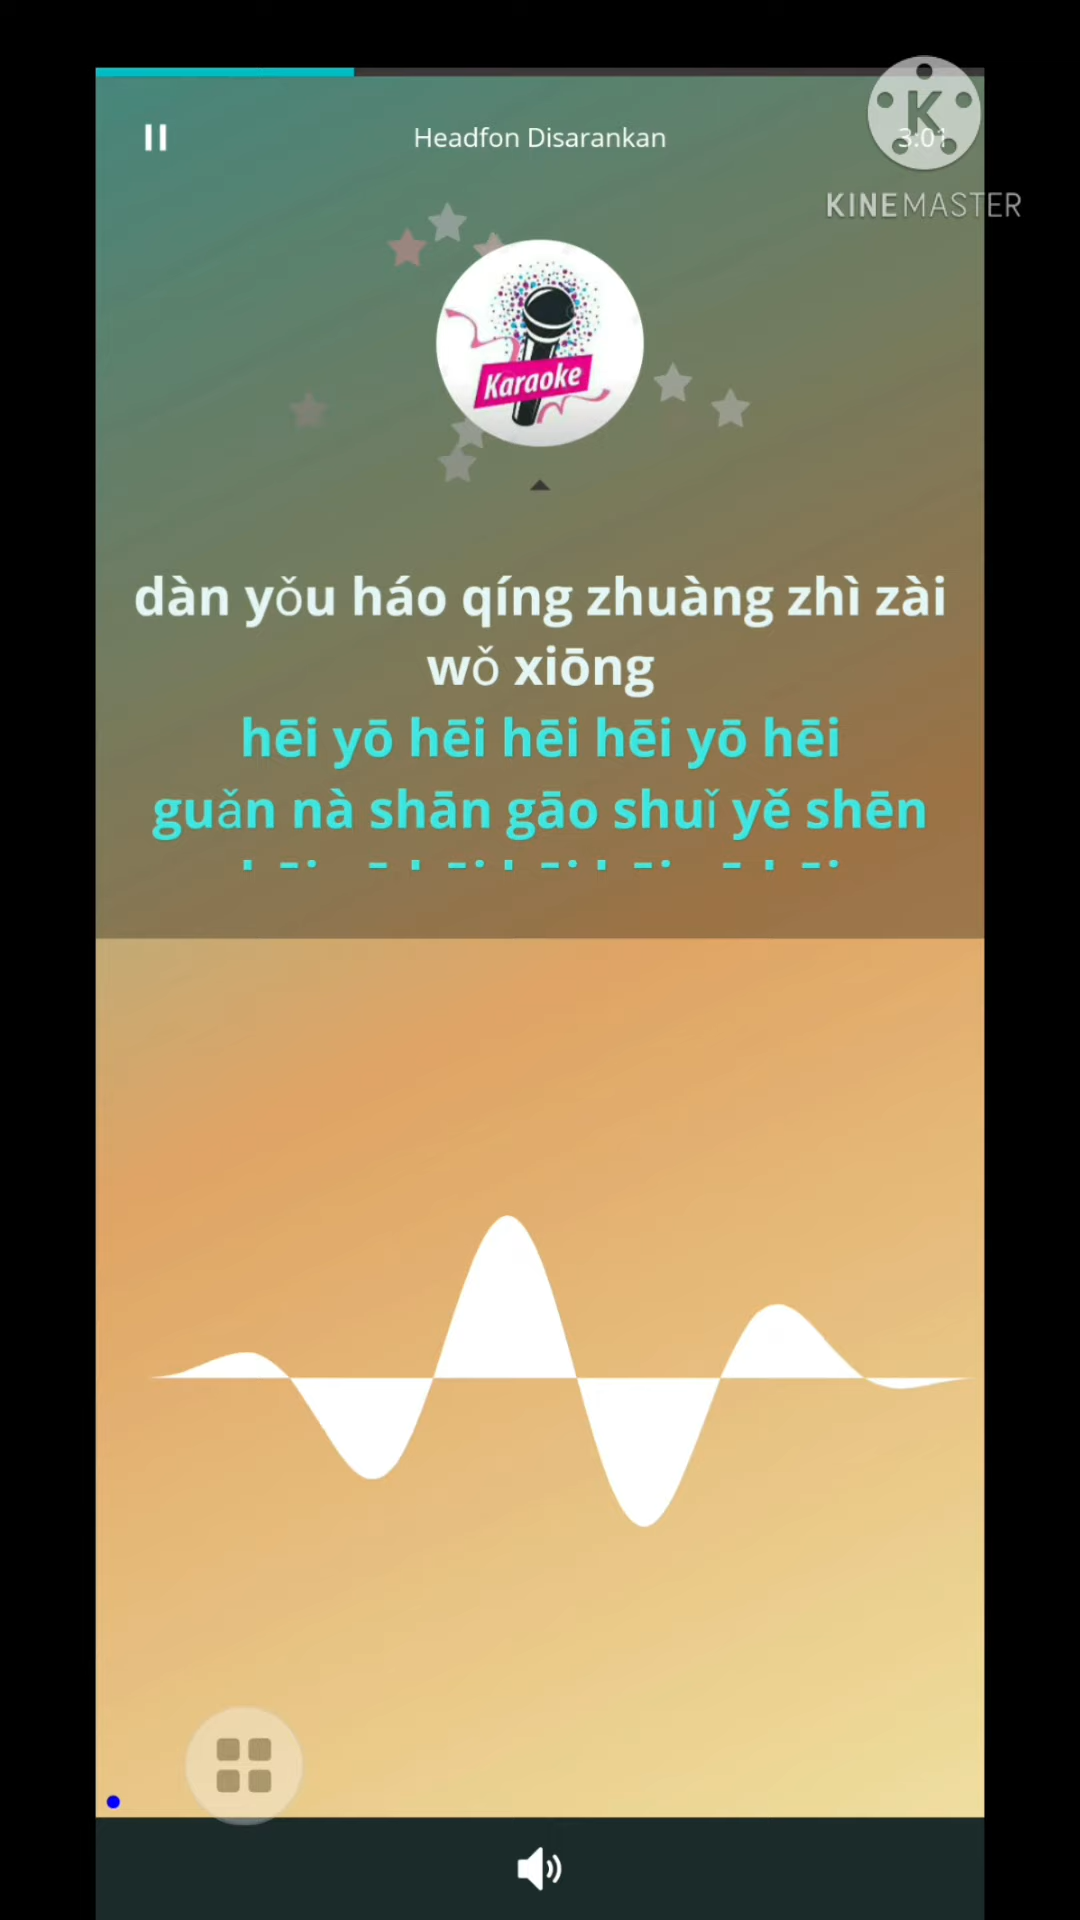 Headfon Disarankan
3:01
KINEMASTER
Karaoke
dàn yǒu háo qíng zhuàng zhì zài
wǒ xiōng
hēi yō hēi hēi hēi yō hēi
guǎn nà shān gāo shuǐ yě shēn